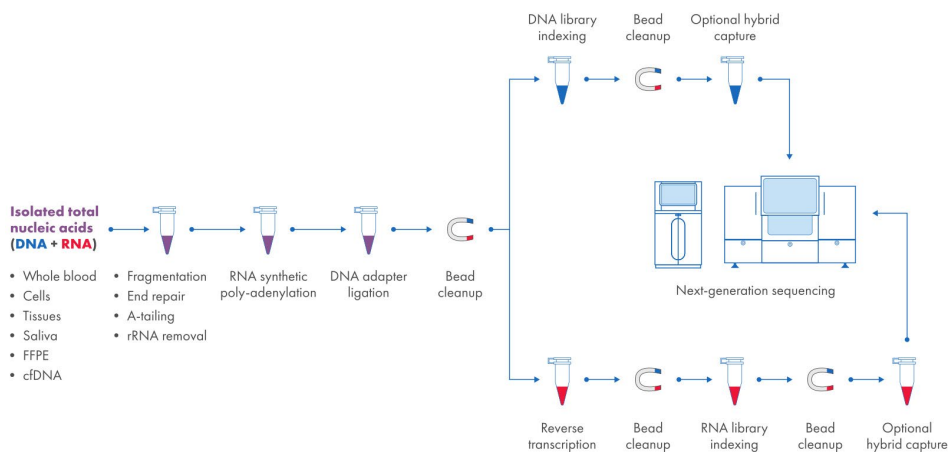 DNA library
indexing
Bead
cleanup
Optional hybrid
capture
Isolated total
nucleic acids
(DNA + RNA)
• Whole blood
• Cells
• Tissues
• Saliva
• FFPE
• cfDNA
• Fragmentation
• End repair
• A-tailing
• rRNA removal
RNA synthetic
poly-adenylation
DNA adapter
ligation
Bead
cleanup
Next-generation sequencing
Reverse
transcription
Bead
cleanup
RNA library
indexing
Bead
cleanup
Optional
hybrid capture